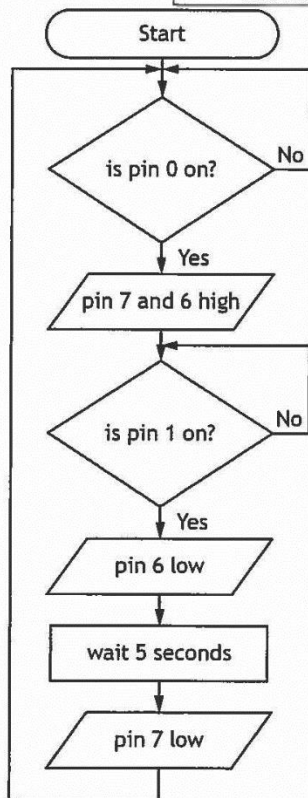 Start
is pin 0 on?
No
Yes
pin 7 and 6 high
is pin 1 on?
No
Yes
pin 6 low
wait 5 seconds
pin 7 low